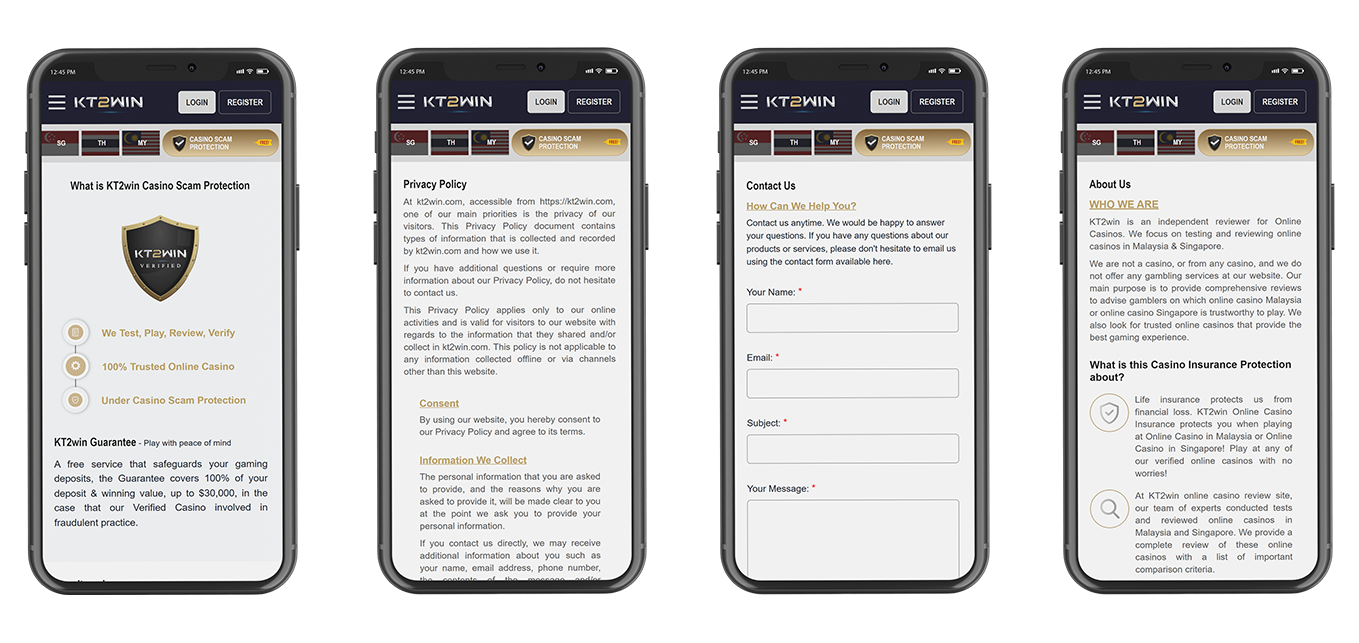 12:45 PM
KT2WIN
LOGIN
REGISTER
SG
TH
MY
CASINO SCAM
PROTECTION
FREE!
What is KT2win Casino Scam Protection
KT2WIN
VERIFIED
We Test, Play, Review, Verify
100% Trusted Online Casino
Under Casino Scam Protection
KT2win Guarantee - Play with peace of mind
A free service that safeguards your gaming
deposits, the Guarantee covers 100% of your
deposit & winning value, up to $30,000, in the
case that our Verified Casino involved in
fraudulent practice.
12:45 PM
KT2WIN
LOGIN
REGISTER
SG
TH
MY
CASINO SCAM
PROTECTION
FREE!
Privacy Policy
At kt2win.com, accessible from https://kt2win.com,
one of our main priorities is the privacy of our
visitors. This Privacy Policy document contains
types of information that is collected and recorded
by kt2win.com and how we use it.
If you have additional questions or require more
information about our Privacy Policy, do not hesitate
to contact us.
This Privacy Policy applies only to our online
activities and is valid for visitors to our website with
regards to the information that they shared and/or
collect in kt2win.com. This policy is not applicable to
any information collected offline or via channels
other than this website.
Consent
By using our website, you hereby consent to
our Privacy Policy and agree to its terms.
Information We Collect
The personal information that you are asked
to provide, and the reasons why you are
asked to provide it, will be made clear to you
at the point we ask you to provide your
personal information.
If you contact us directly, we may receive
additional information about you such as
your name, email address, phone number,
the contents of the message and/or
12:45 PM
KT2WIN
LOGIN
REGISTER
SG
TH
MY
CASINO SCAM
PROTECTION
FREE!
Contact Us
How Can We Help You?
Contact us anytime. We would be happy to answer
your questions. If you have any questions about our
products or services, please don't hesitate to email us
using the contact form available here.
Your Name: *
Email: *
Subject: *
Your Message: *
12:45 PM
KT2WIN
LOGIN
REGISTER
SG
TH
MY
CASINO SCAM
PROTECTION
FREE!
About Us
WHO WE ARE
KT2win is an independent reviewer for Online
Casinos. We focus on testing and reviewing online
casinos in Malaysia & Singapore.
We are not a casino, or from any casino, and we do
not offer any gambling services at our website. Our
main purpose is to provide comprehensive reviews
to advise gamblers on which online casino Malaysia
or online casino Singapore is trustworthy to play. We
also look for trusted online casinos that provide the
best gaming experience.
What is this Casino Insurance Protection
about?
Life insurance protects us from
financial loss. KT2win Online Casino
Insurance protects you when playing
at Online Casino in Malaysia or Online
Casino in Singapore! Play at any of
our verified online casinos with no
worries!
At KT2win online casino review site,
our team of experts conducted tests
and reviewed online casinos in
Malaysia and Singapore. We provide a
complete review of these online
casinos with a list of important
comparison criteria.